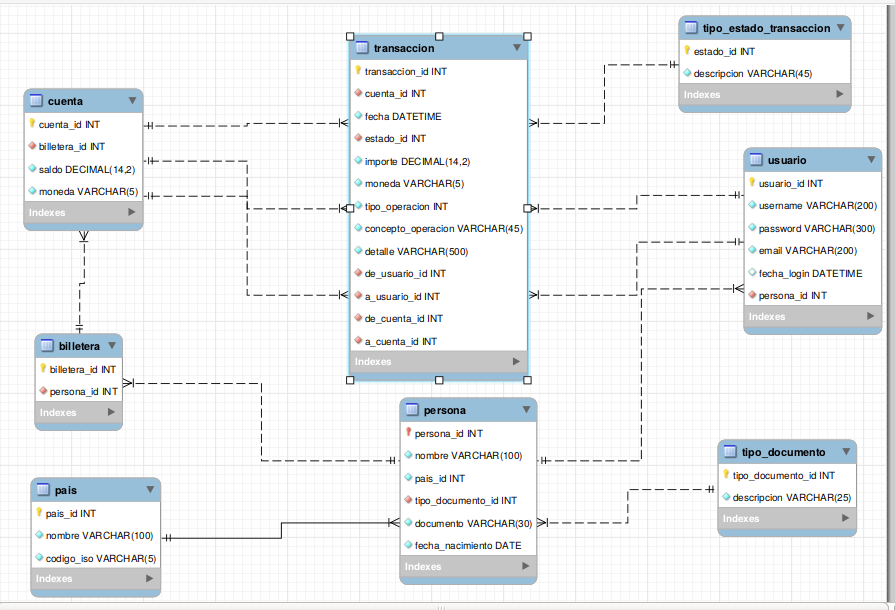 tipo_estado_transaccion
estado_id INT
descripcion VARCHAR(45)
Indexes
transaccion
transaccion_id INT
cuenta_id INT
fecha DATETIME
estado_id INT
importe DECIMAL(14,2)
moneda VARCHAR(5)
tipo_operacion INT
concepto_operacion VARCHAR(45)
detalle VARCHAR(500)
de_usuario_id INT
a_usuario_id INT
de_cuenta_id INT
a_cuenta_id INT
Indexes
cuenta
cuenta_id INT
billetera_id INT
saldo DECIMAL(14,2)
moneda VARCHAR(5)
Indexes
usuario
usuario_id INT
username VARCHAR(200)
password VARCHAR(300)
email VARCHAR(200)
fecha_login DATETIME
persona_id INT
Indexes
billetera
billetera_id INT
persona_id INT
Indexes
persona
persona_id INT
nombre VARCHAR(100)
pais_id INT
tipo_documento_id INT
documento VARCHAR(30)
fecha_nacimiento DATE
Indexes
tipo_documento
tipo_documento_id INT
descripcion VARCHAR(25)
Indexes
pais
pais_id INT
nombre VARCHAR(100)
codigo_iso VARCHAR(5)
Indexes